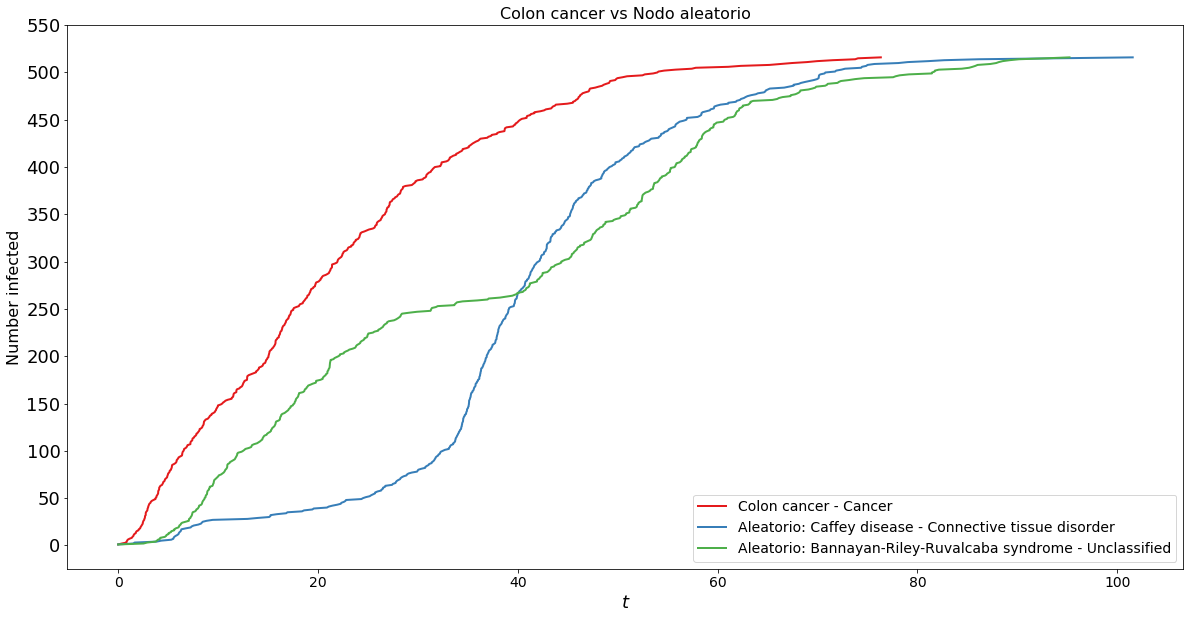 Colon cancer vs Nodo aleatorio
Number infected
550
500
450
400
350
300
250
200
150
100
50
0
0 20 40 60 80 100
t
Colon cancer - Cancer
Aleatorio: Caffey disease - Connective tissue disorder
Aleatorio: Bannayan-Riley-Ruvalcaba syndrome - Unclassified